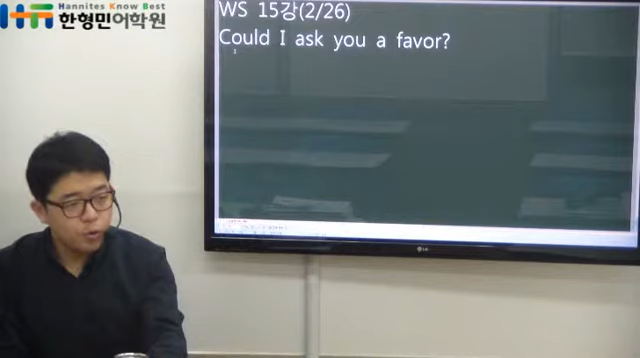 Hannites Know Best
한형민어학원
WS 15강(2/26)
Could I ask you a favor?
LG